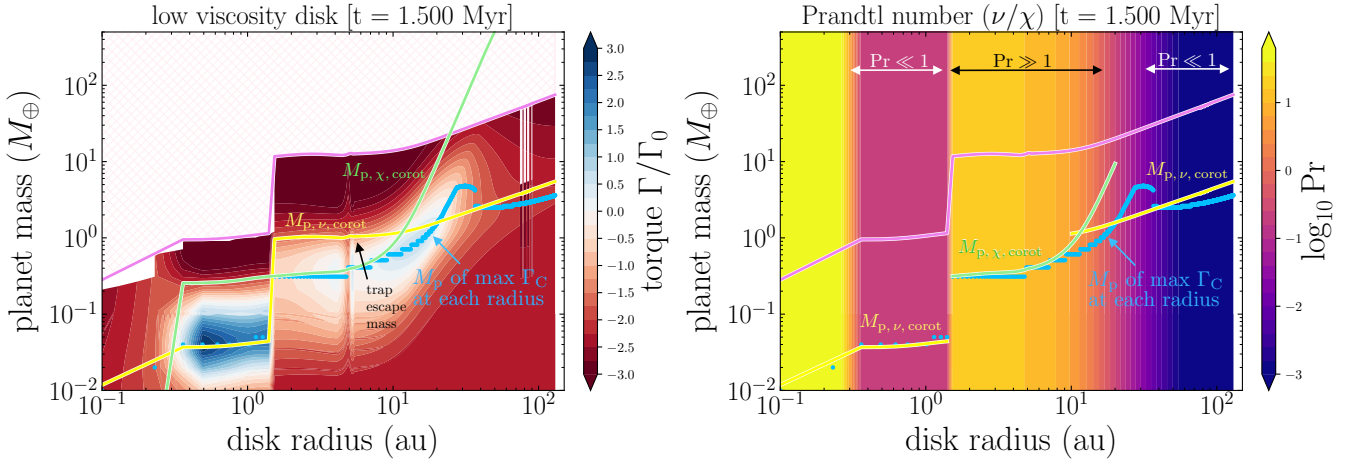 low viscosity disk [t = 1.500 Myr]
planet mass (M⊕)
10²
10¹
10⁰
10⁻¹
10⁻²
M_p, χ, corot
M_p, ν, corot
trap
escape
mass
M_p of max Γ_C
at each radius
10⁻¹
10⁰
10¹
10²
disk radius (au)
3.0
2.5
2.0
1.5
1.0
0.5
0.0
−0.5
−1.0
−1.5
−2.0
−2.5
−3.0
torque Γ/Γ₀
Prandtl number (ν/χ) [t = 1.500 Myr]
planet mass (M⊕)
10²
10¹
10⁰
10⁻¹
10⁻²
Pr ≪ 1
Pr ≫ 1
Pr ≪ 1
M_p, ν, corot
M_p, χ, corot
M_p of max Γ_C
at each radius
M_p, ν, corot
10⁻¹
10⁰
10¹
10²
disk radius (au)
1
0
−1
−2
−3
log₁₀ Pr